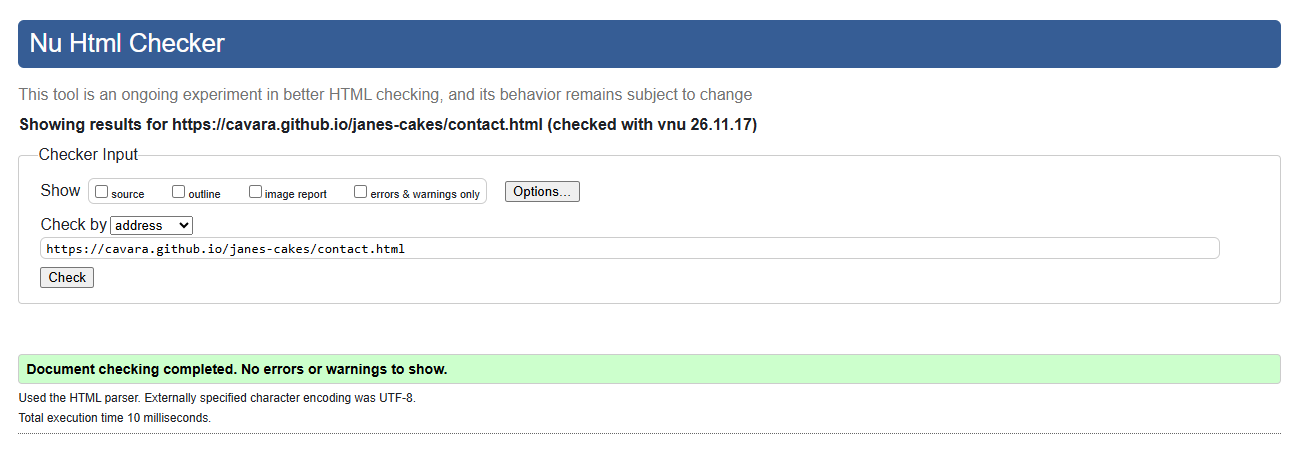 Nu Html Checker
This tool is an ongoing experiment in better HTML checking, and its behavior remains subject to change
Showing results for https://cavara.github.io/janes-cakes/contact.html (checked with vnu 26.11.17)
Checker Input
Show source outline image report errors & warnings only Options...
Check by address
https://cavara.github.io/janes-cakes/contact.html
Check
Document checking completed. No errors or warnings to show.
Used the HTML parser. Externally specified character encoding was UTF-8.
Total execution time 10 milliseconds.